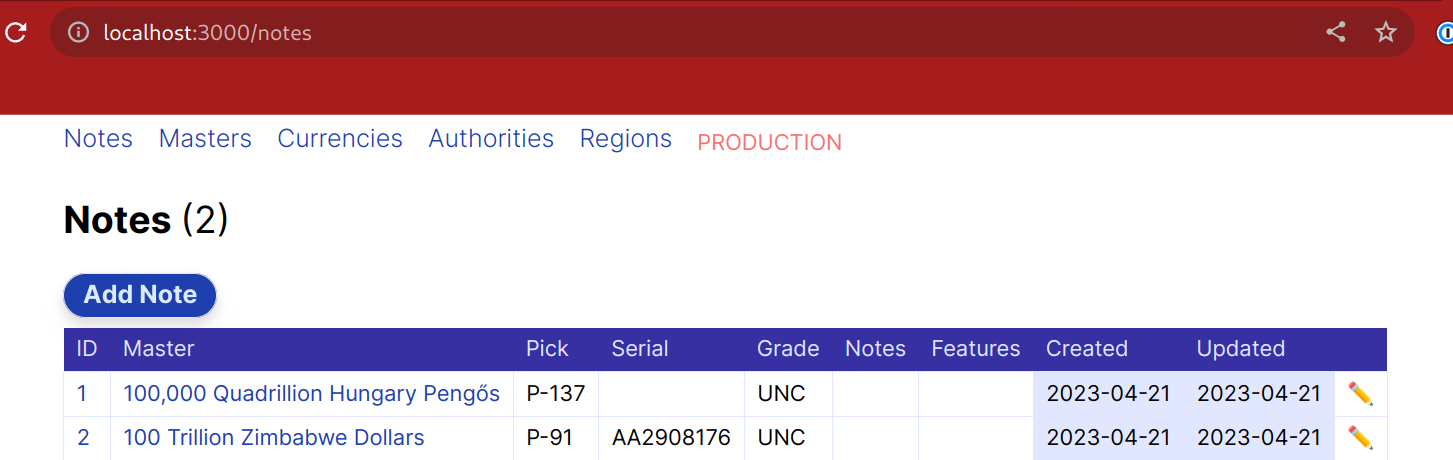 localhost:3000/notes
Notes Masters Currencies Authorities Regions PRODUCTION
Notes (2)
Add Note
ID Master Pick Serial Grade Notes Features Created Updated
1 100,000 Quadrillion Hungary Pengős P-137 UNC 2023-04-21 2023-04-21
2 100 Trillion Zimbabwe Dollars P-91 AA2908176 UNC 2023-04-21 2023-04-21